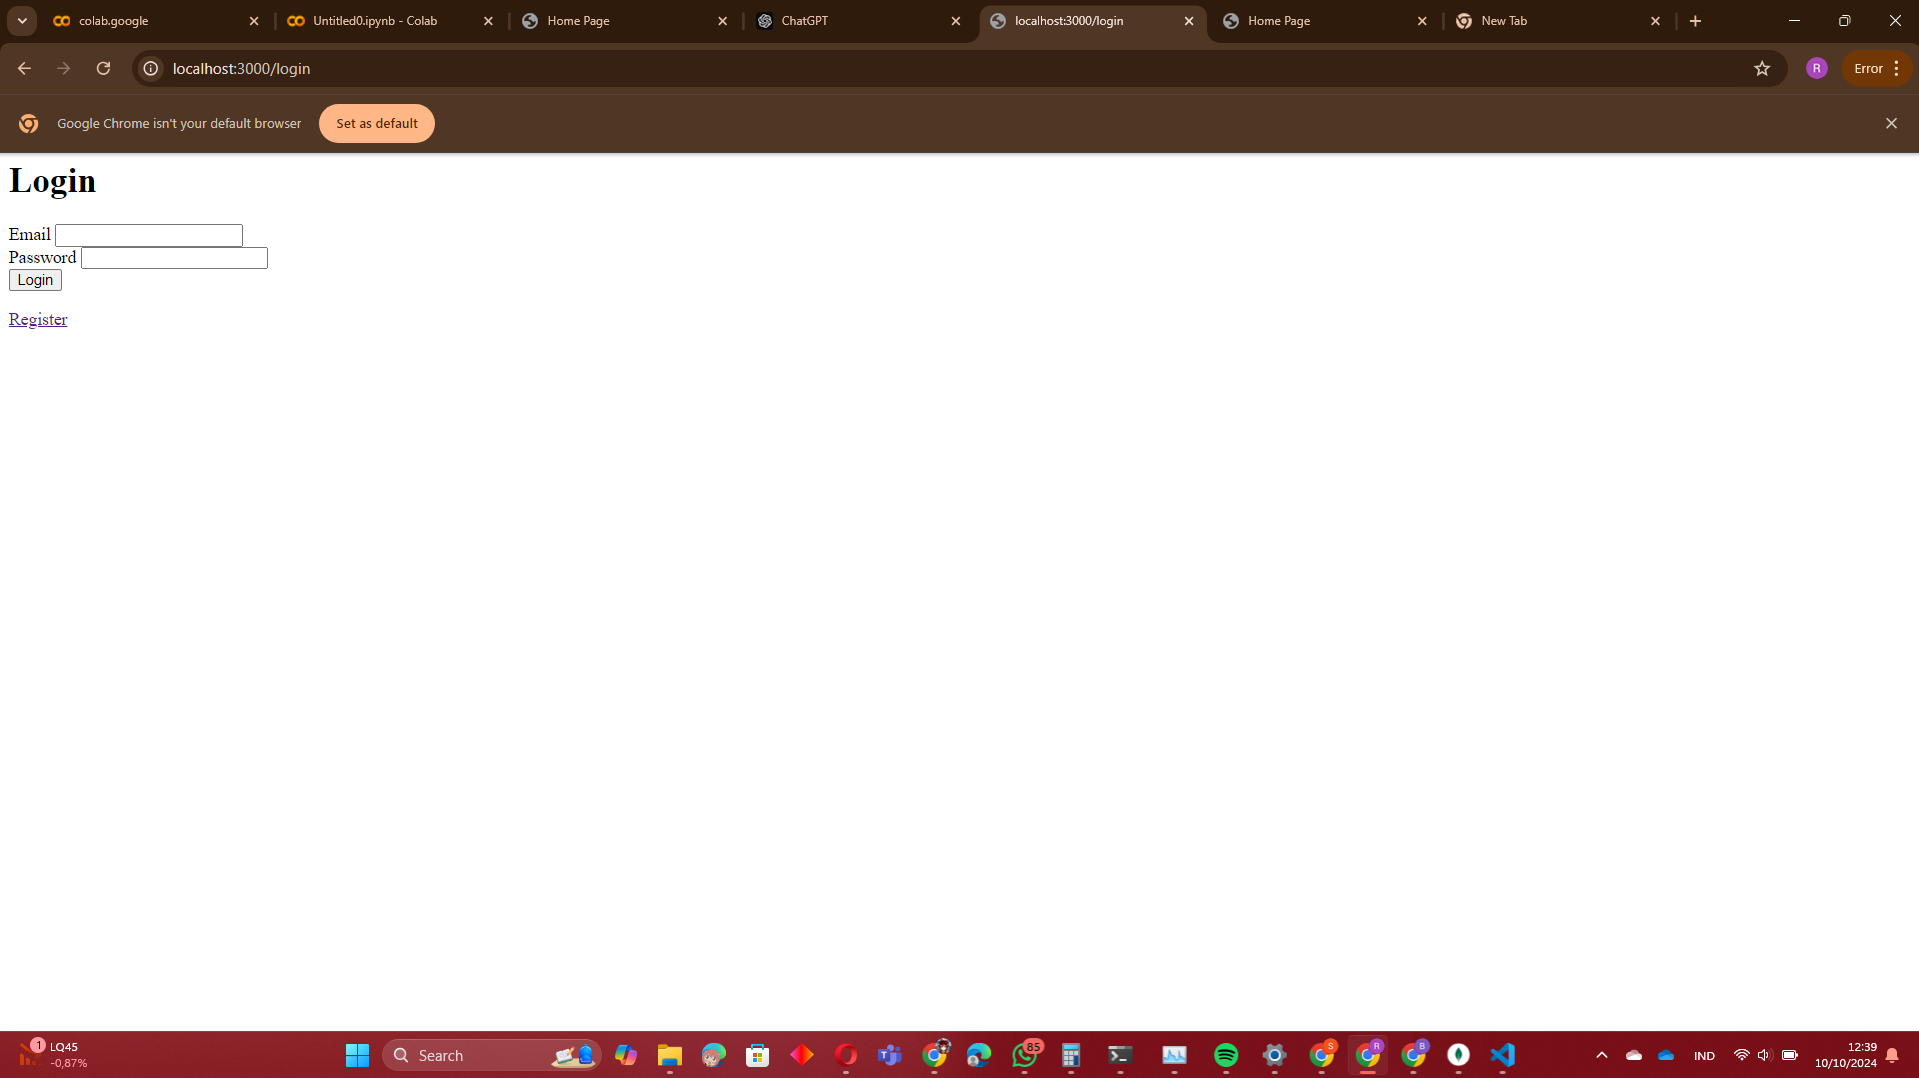 colab.google
Untitled0.ipynb - Colab
Home Page
ChatGPT
localhost:3000/login
Home Page
New Tab
localhost:3000/login
R
Error
Google Chrome isn't your default browser
Set as default
Login
Email
Password
Login
Register
1
LQ45
-0,87%
Search
85
S
R
B
IND
12:39
10/10/2024